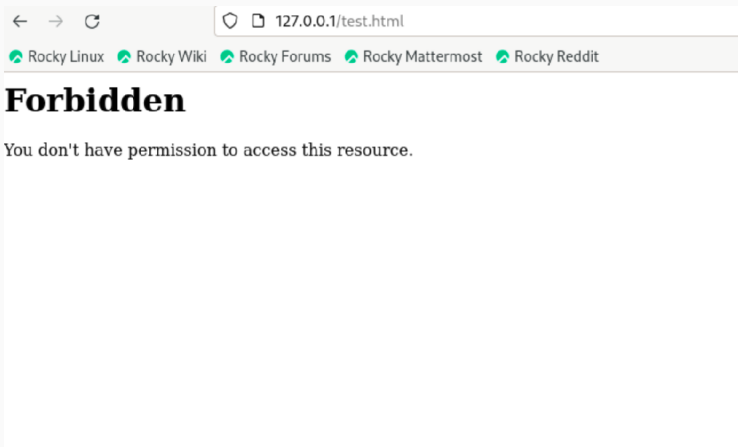 127.0.0.1/test.html
Rocky Linux Rocky Wiki Rocky Forums Rocky Mattermost Rocky Reddit
Forbidden
You don't have permission to access this resource.